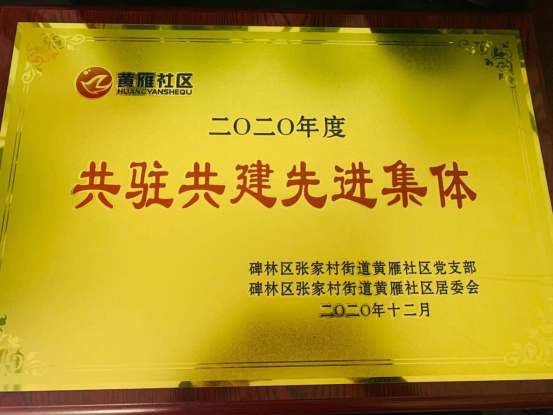 黄雁社区
HUANGYANSHEQU
二〇二〇年度
共驻共建先进集体
碑林区张家村街道黄雁社区党支部
碑林区张家村街道黄雁社区居委会
二〇二〇年十二月